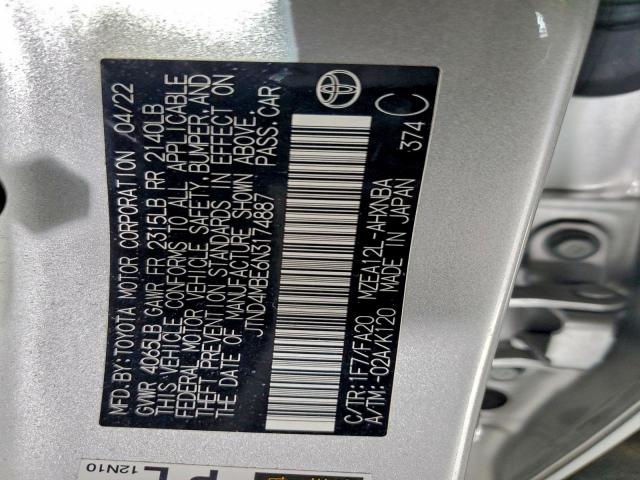 MFD.BY:TOYOTA MOTOR CORPORATION 04/22
GVWR 4065LB GAWR FR 2315LB RR 2140LB
THIS VEHICLE CONFORMS TO ALL APPLICABLE
FEDERAL MOTOR VEHICLE SAFETY, BUMPER, AND
THEFT PREVENTION STANDARDS IN EFFECT ON
THE DATE OF MANUFACTURE SHOWN ABOVE.
JTND4MBE6N3174887 PASS.CAR
C/TR:1F7/FA20 MZEA12L-AHXNBA
A/TM:-02A/K120 MADE IN JAPAN 374 C
12N10